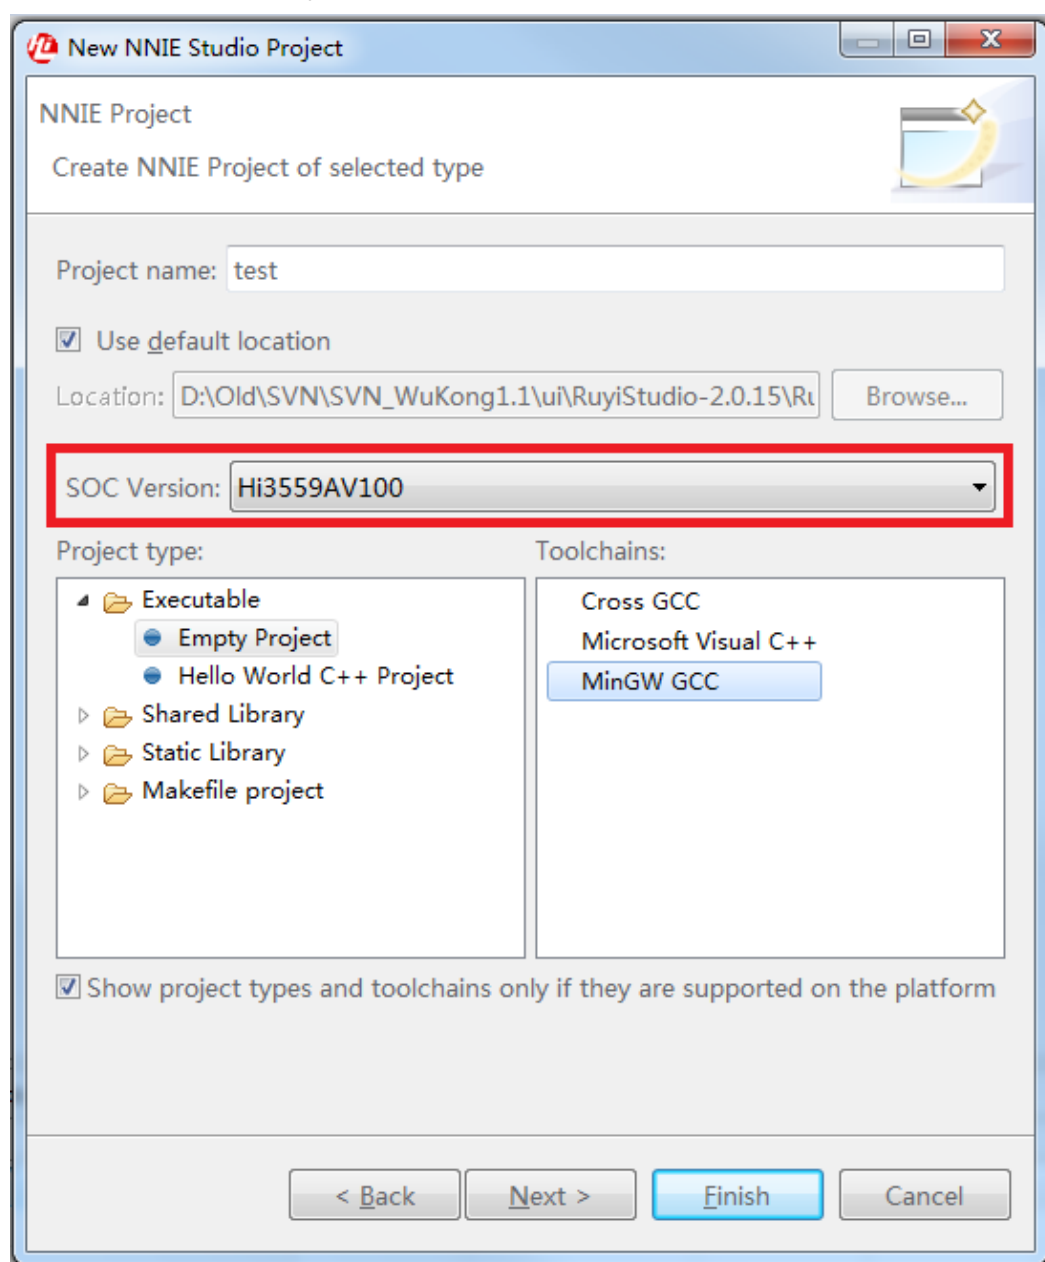 New NNIE Studio Project
NNIE Project
Create NNIE Project of selected type
Project name: test
Use default location
Location: D:\Old\SVN\SVN_WuKong1.1\ui\RuyiStudio-2.0.15\Ru Browse...
SOC Version: Hi3559AV100
Project type: Toolchains:
Executable Cross GCC
Empty Project Microsoft Visual C++
Hello World C++ Project MinGW GCC
Shared Library
Static Library
Makefile project
Show project types and toolchains only if they are supported on the platform
< Back Next > Finish Cancel